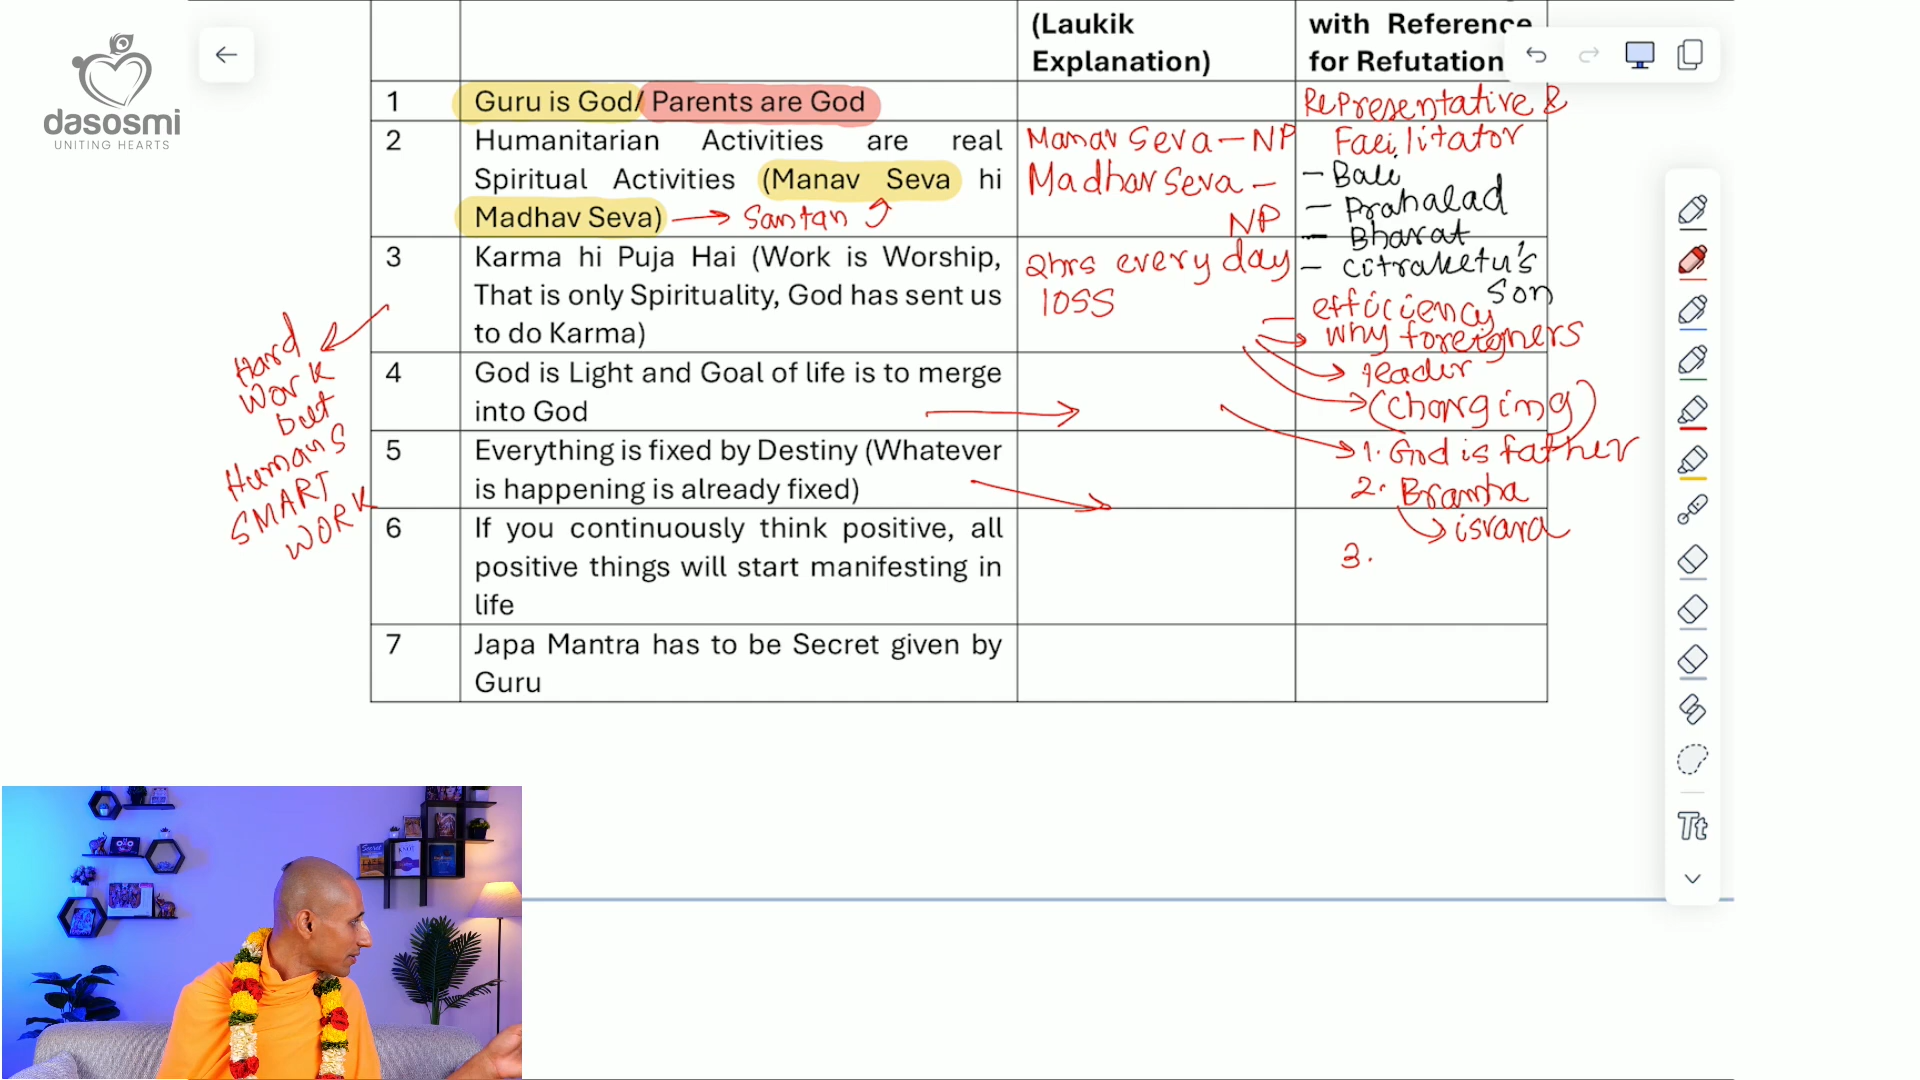 dasosmi
UNITING HEARTS
(Laukik
Explanation)
with Reference
for Refutation
1
Guru is God/ Parents are God
Representative &
Facilitator
2
Humanitarian Activities are real
Spiritual Activities (Manav Seva hi
Madhav Seva)
Santan
Manav Seva - NP
Madhav Seva -
NP
- Bali
- Prahalad
- Bharat
- Citraketu's
Son
3
Karma hi Puja Hai (Work is Worship,
That is only Spirituality, God has sent us
to do Karma)
2hrs every day
loss
efficiency
why foreigners
leader
(charging)
Hard
Work
but
Humans
SMART
WORK
4
God is Light and Goal of life is to merge
into God
1. God is father
2. Bramha
isvara
3.
5
Everything is fixed by Destiny (Whatever
is happening is already fixed)
6
If you continuously think positive, all
positive things will start manifesting in
life
7
Japa Mantra has to be Secret given by
Guru
Tt